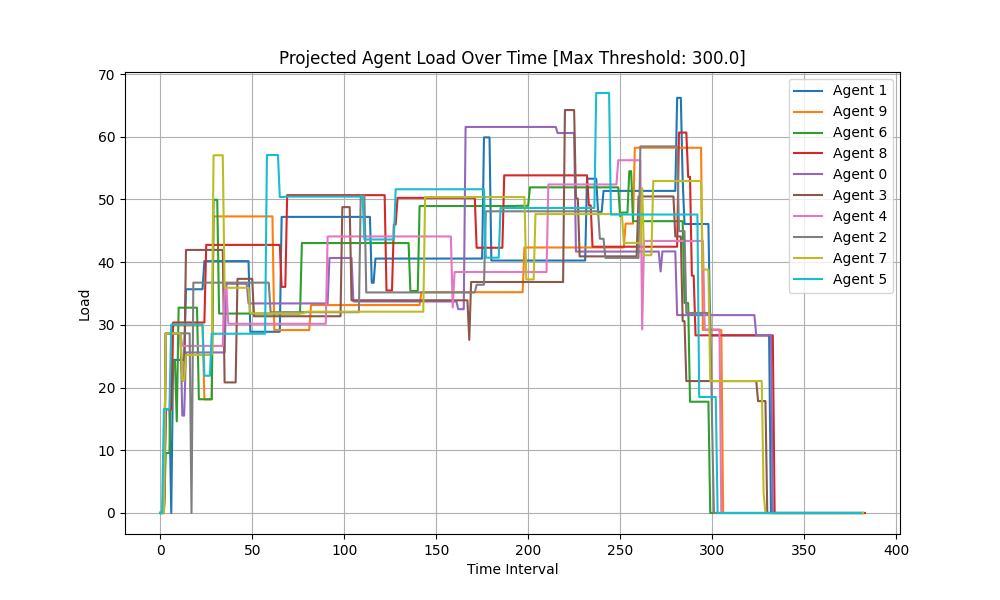 Projected Agent Load Over Time [Max Threshold: 300.0]
Load
70
60
50
40
30
20
10
0
0 50 100 150 200 250 300 350 400
Time Interval
Agent 1
Agent 9
Agent 6
Agent 8
Agent 0
Agent 3
Agent 4
Agent 2
Agent 7
Agent 5